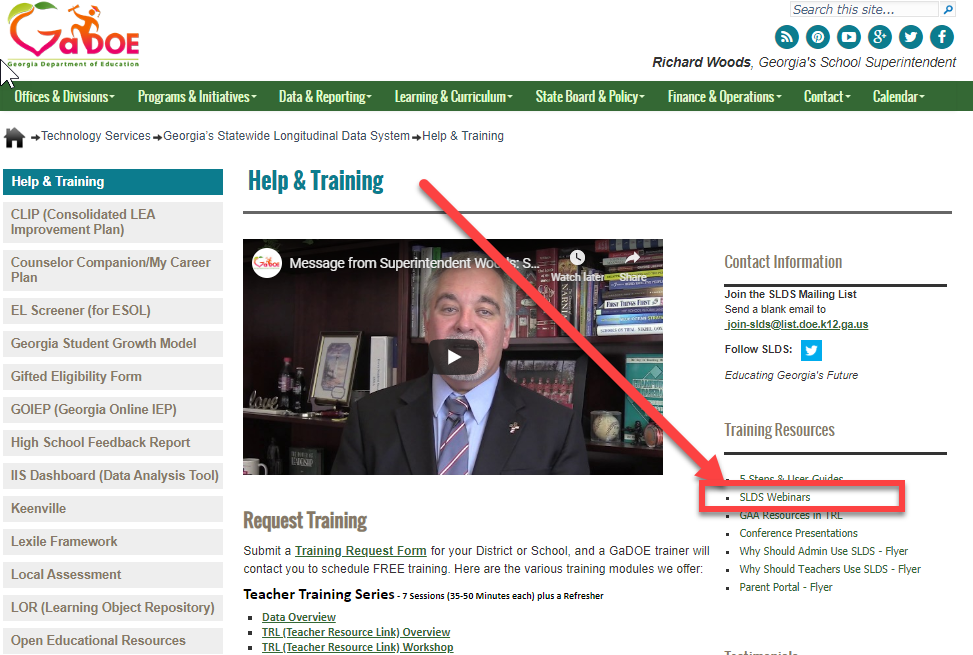 GaDOE
Georgia Department of Education
Search this site...
Richard Woods, Georgia's School Superintendent
Offices & Divisions
Programs & Initiatives
Data & Reporting
Learning & Curriculum
State Board & Policy
Finance & Operations
Contact
Calendar
Technology Services
Georgia's Statewide Longitudinal Data System
Help & Training
Help & Training
CLIP (Consolidated LEA
Improvement Plan)
Counselor Companion/My Career
Plan
EL Screener (for ESOL)
Georgia Student Growth Model
Gifted Eligibility Form
GOIEP (Georgia Online IEP)
High School Feedback Report
IIS Dashboard (Data Analysis Tool)
Keenville
Lexile Framework
Local Assessment
LOR (Learning Object Repository)
Open Educational Resources
Help & Training
Message from Superintendent Woods: S...
Watch later
Share
FIRST THINGS FIRST
love
Request Training
Submit a Training Request Form for your District or School, and a GaDOE trainer will
contact you to schedule FREE training. Here are the various training modules we offer:
Teacher Training Series - 7 Sessions (35-50 Minutes each) plus a Refresher
Data Overview
TRL (Teacher Resource Link) Overview
TRL (Teacher Resource Link) Workshop
Contact Information
Join the SLDS Mailing List
Send a blank email to
join-slds@list.doe.k12.ga.us
Follow SLDS:
Educating Georgia's Future
Training Resources
5 Steps & User Guides
SLDS Webinars
GAA Resources in TRL
Conference Presentations
Why Should Admin Use SLDS - Flyer
Why Should Teachers Use SLDS - Flyer
Parent Portal - Flyer
Testimonials